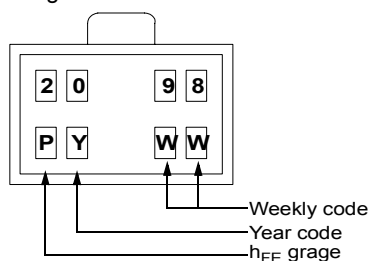 2 0 9 8
P Y W W
Weekly code
Year code
hFE grage